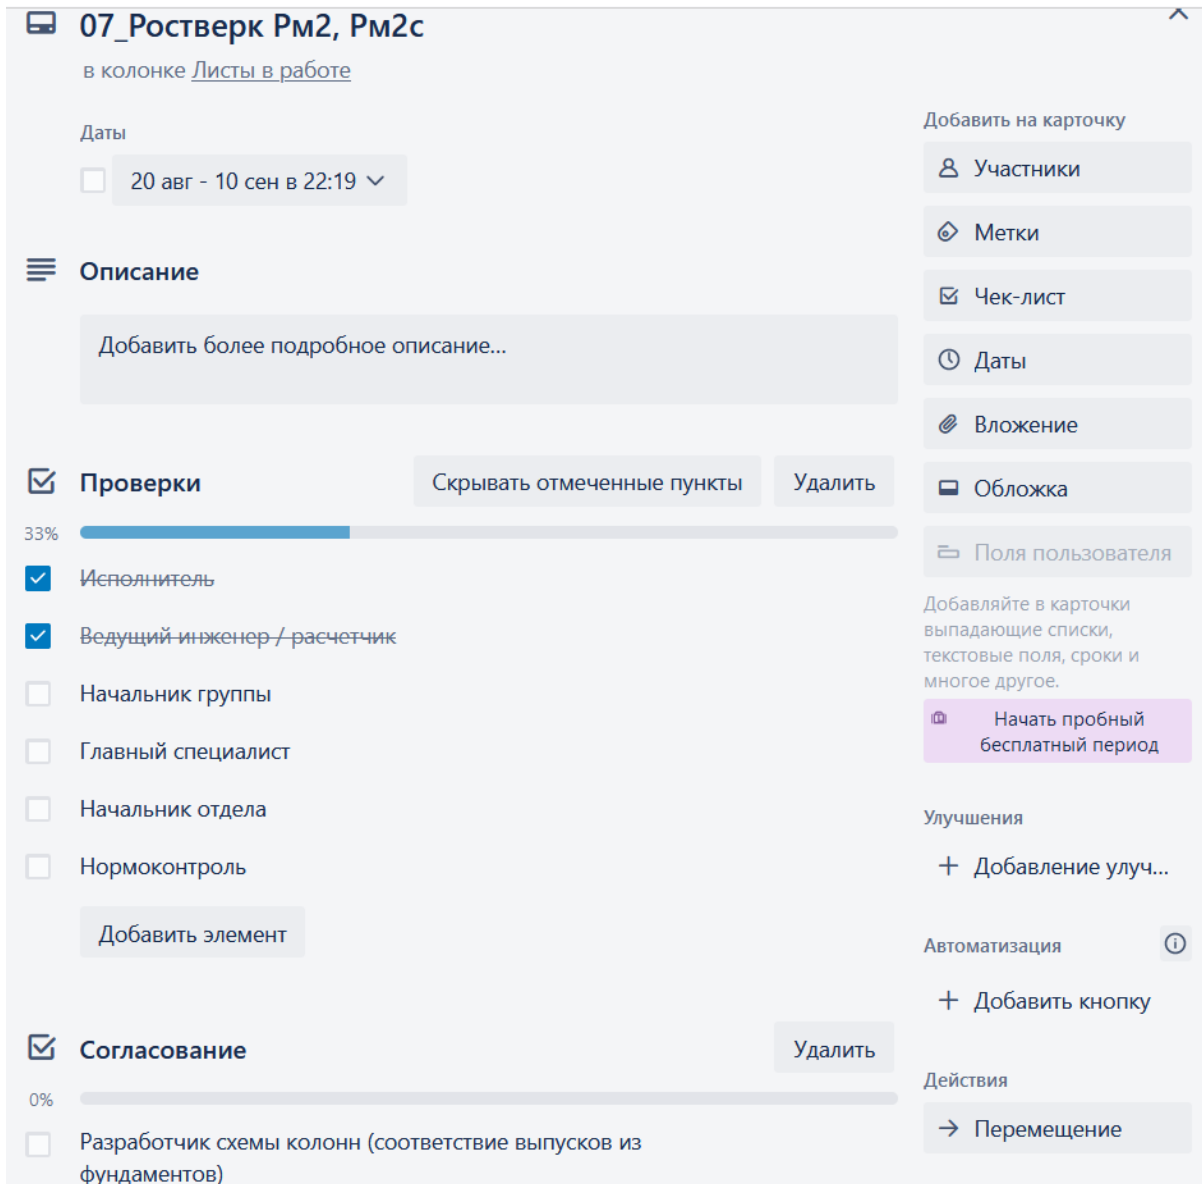 07_Ростверк Рм2, Рм2с
в колонке Листы в работе
Даты
20 авг - 10 сен в 22:19
Описание
Добавить более подробное описание...
Проверки
Скрывать отмеченные пункты
Удалить
33%
Исполнитель
Ведущий инженер / расчетчик
Начальник группы
Главный специалист
Начальник отдела
Нормоконтроль
Добавить элемент
Согласование
Удалить
0%
Разработчик схемы колонн (соответствие выпусков из
фундаментов)
Добавить на карточку
Участники
Метки
Чек-лист
Даты
Вложение
Обложка
Поля пользователя
Добавляйте в карточки
выпадающие списки,
текстовые поля, сроки и
многое другое.
Начать пробный
бесплатный период
Улучшения
+ Добавление улуч...
Автоматизация
+ Добавить кнопку
Действия
→ Перемещение